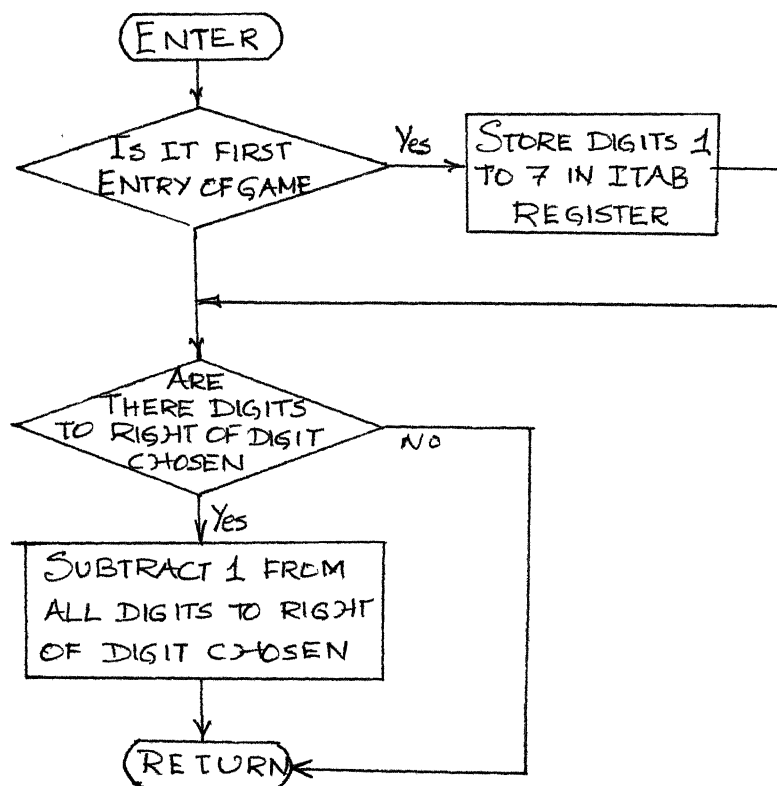 ENTER
IS IT FIRST
ENTRY OF GAME
Yes
STORE DIGITS 1
TO 7 IN ITAB
REGISTER
ARE
THERE DIGITS
TO RIGHT OF DIGIT
CHOSEN
NO
Yes
SUBTRACT 1 FROM
ALL DIGITS TO RIGHT
OF DIGIT CHOSEN
RETURN